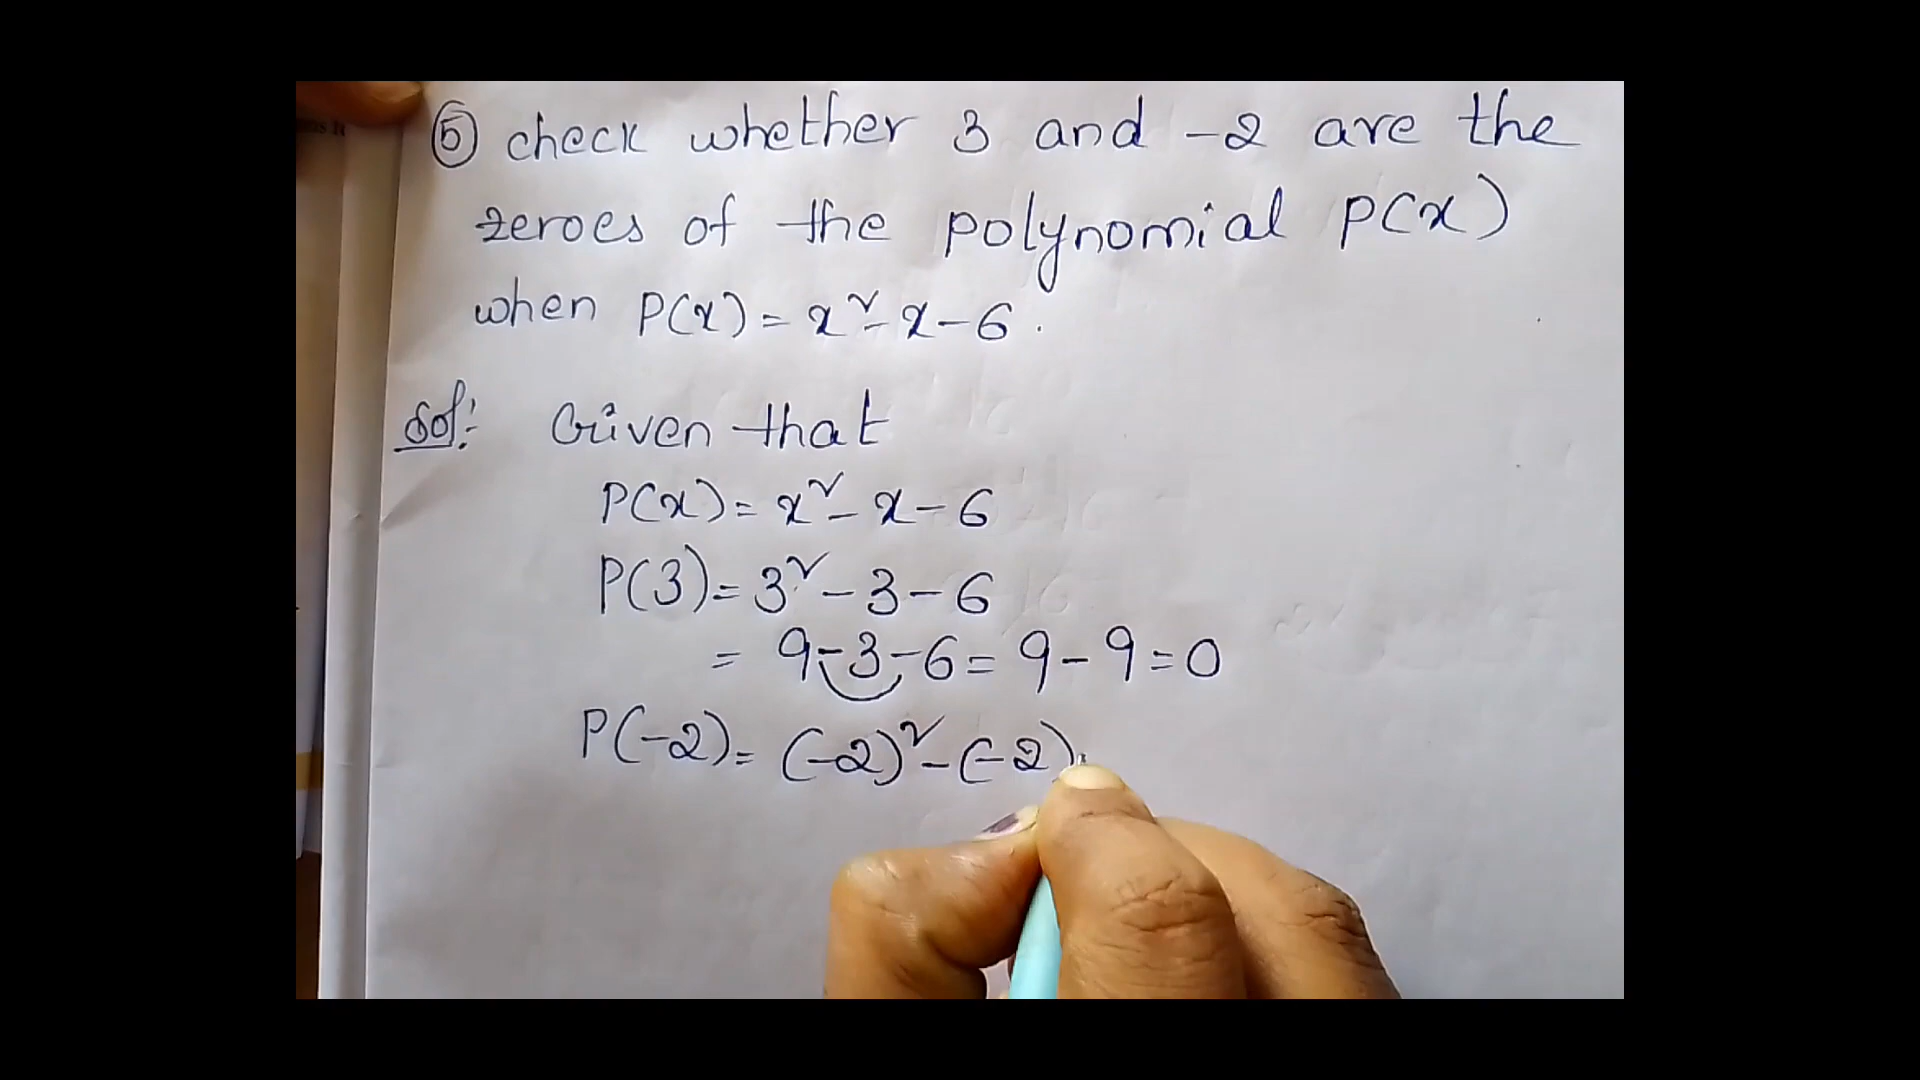 ⑤ check whether 3 and -2 are the
zeroes of the polynomial P(x)
when P(x) = x² - x - 6.
Sol:- Given that
P(x) = x² - x - 6
P(3) = 3² - 3 - 6
= 9 - 3 - 6 = 9 - 9 = 0
P(-2) = (-2)² - (-2)